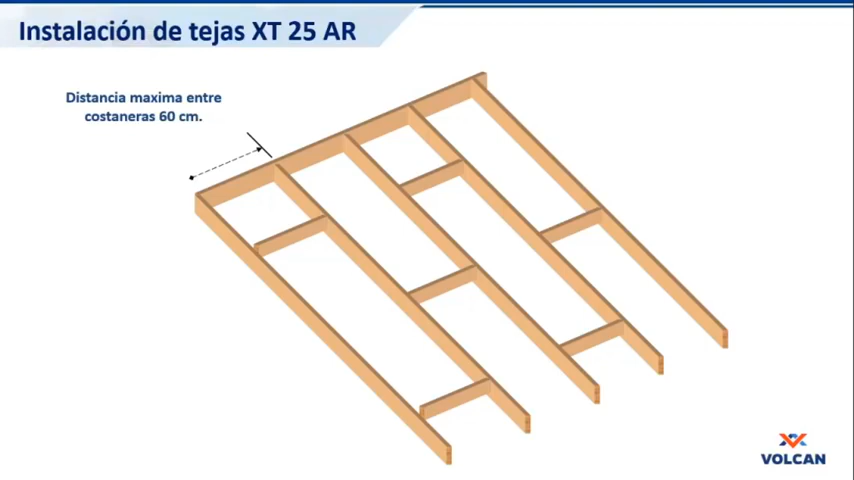 Instalación de tejas XT 25 AR
Distancia maxima entre
costaneras 60 cm.
VOLCAN